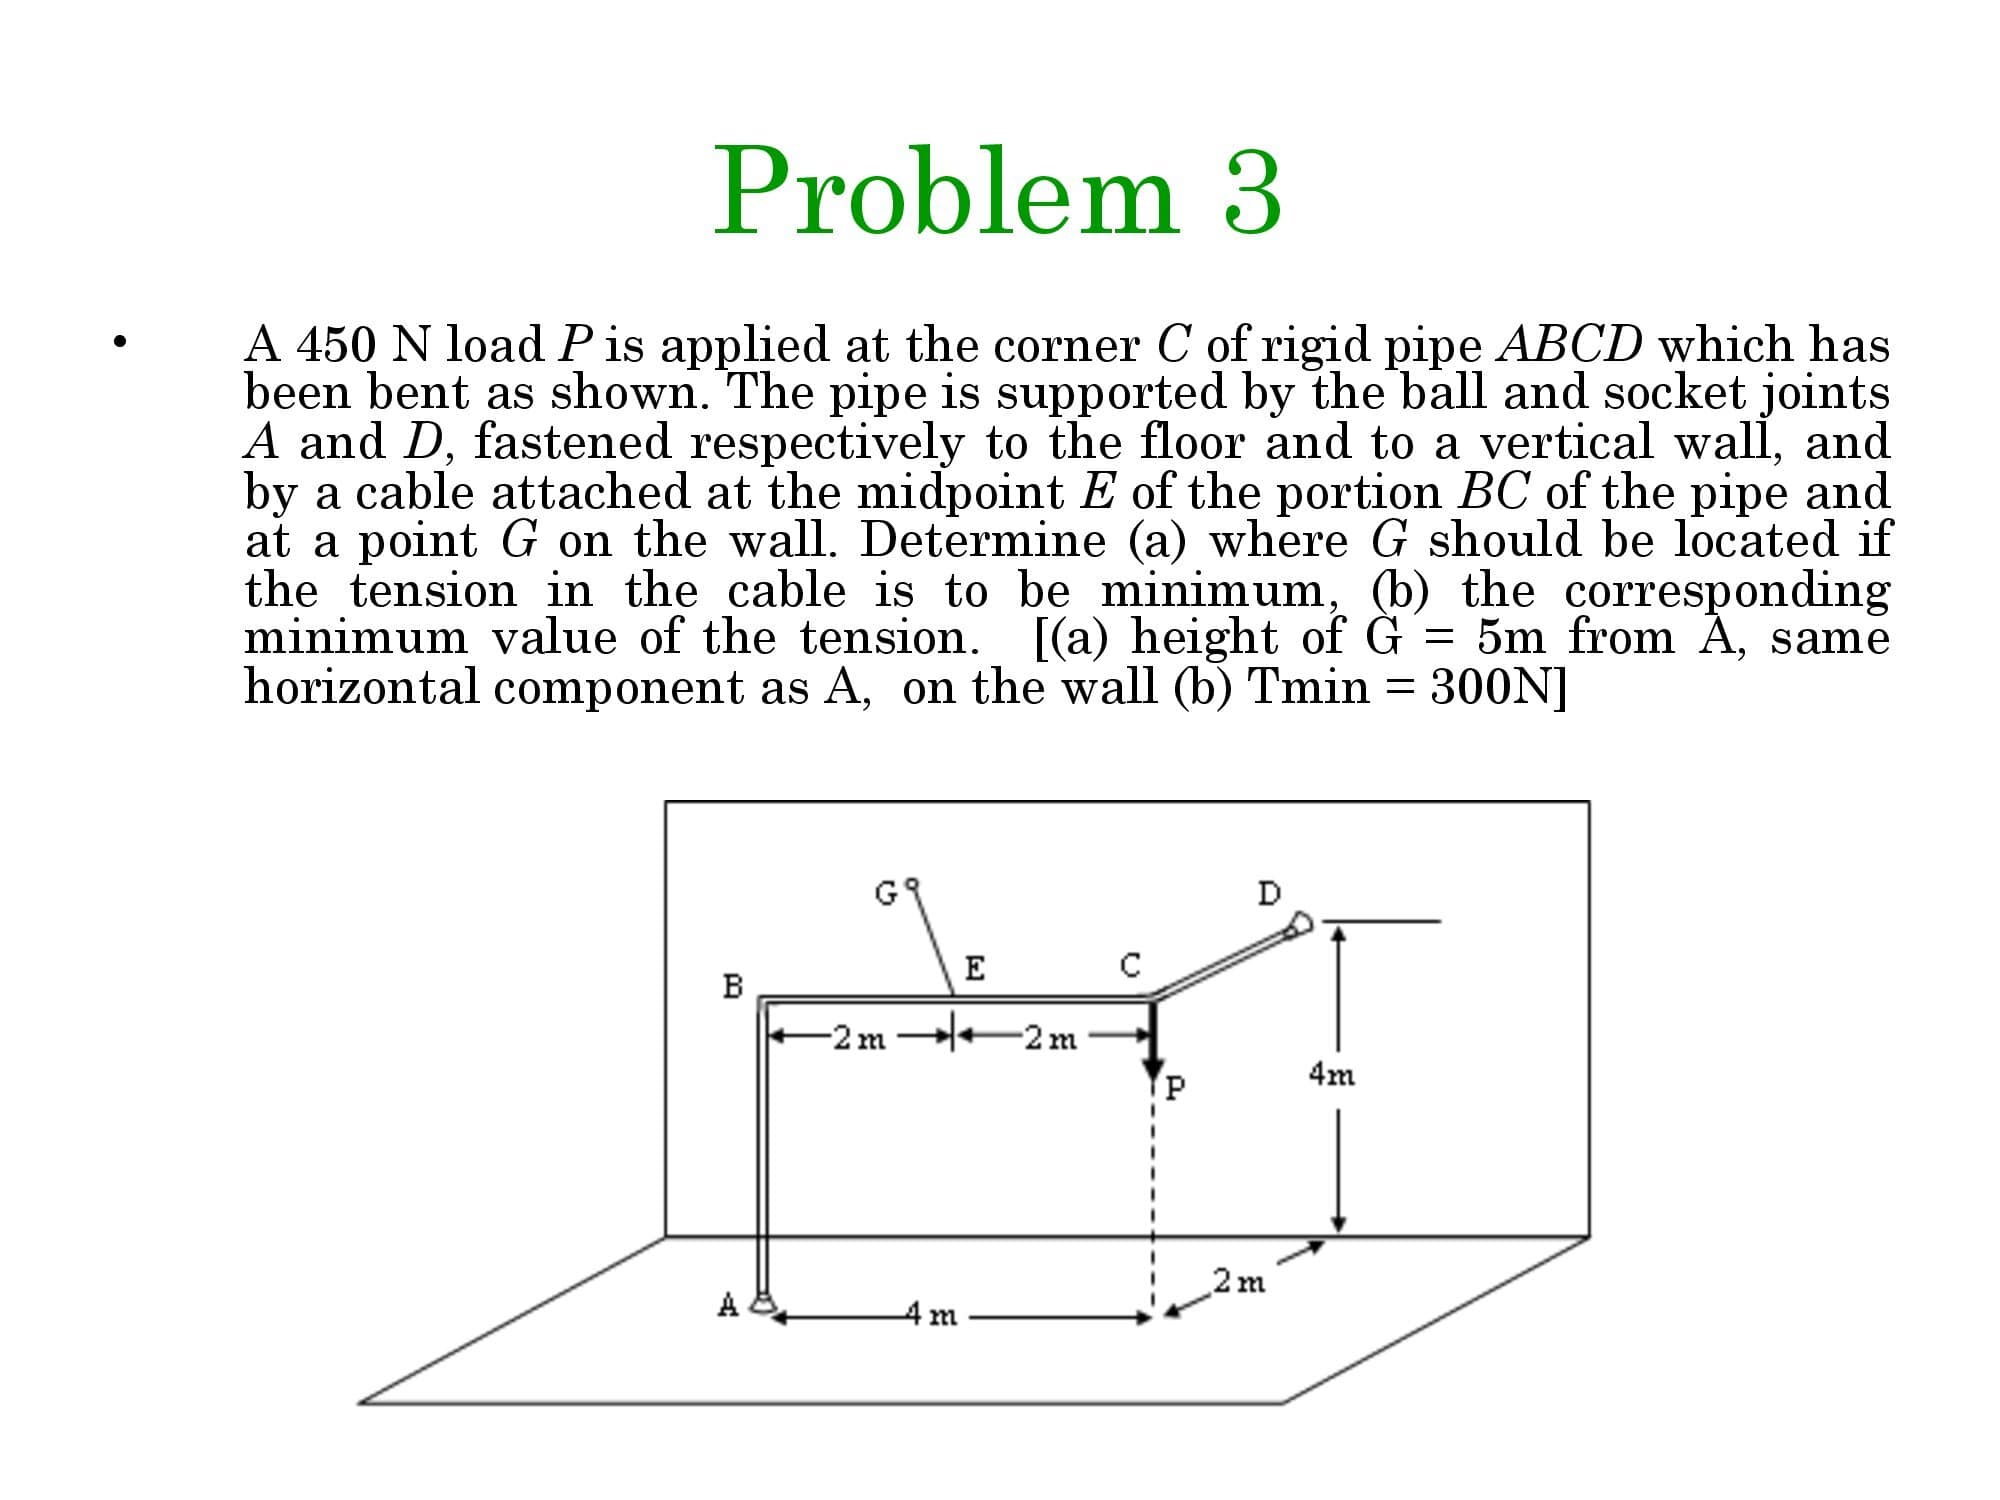 Problem 3
• A 450 N load P is applied at the corner C of rigid pipe ABCD which has
been bent as shown. The pipe is supported by the ball and socket joints
A and D, fastened respectively to the floor and to a vertical wall, and
by a cable attached at the midpoint E of the portion BC of the pipe and
at a point G on the wall. Determine (a) where G should be located if
the tension in the cable is to be minimum, (b) the corresponding
minimum value of the tension. [(a) height of G = 5m from A, same
horizontal component as A, on the wall (b) Tmin = 300N]
G
D
E
C
B
2 m
2 m
P
4m
2 m
A
4 m